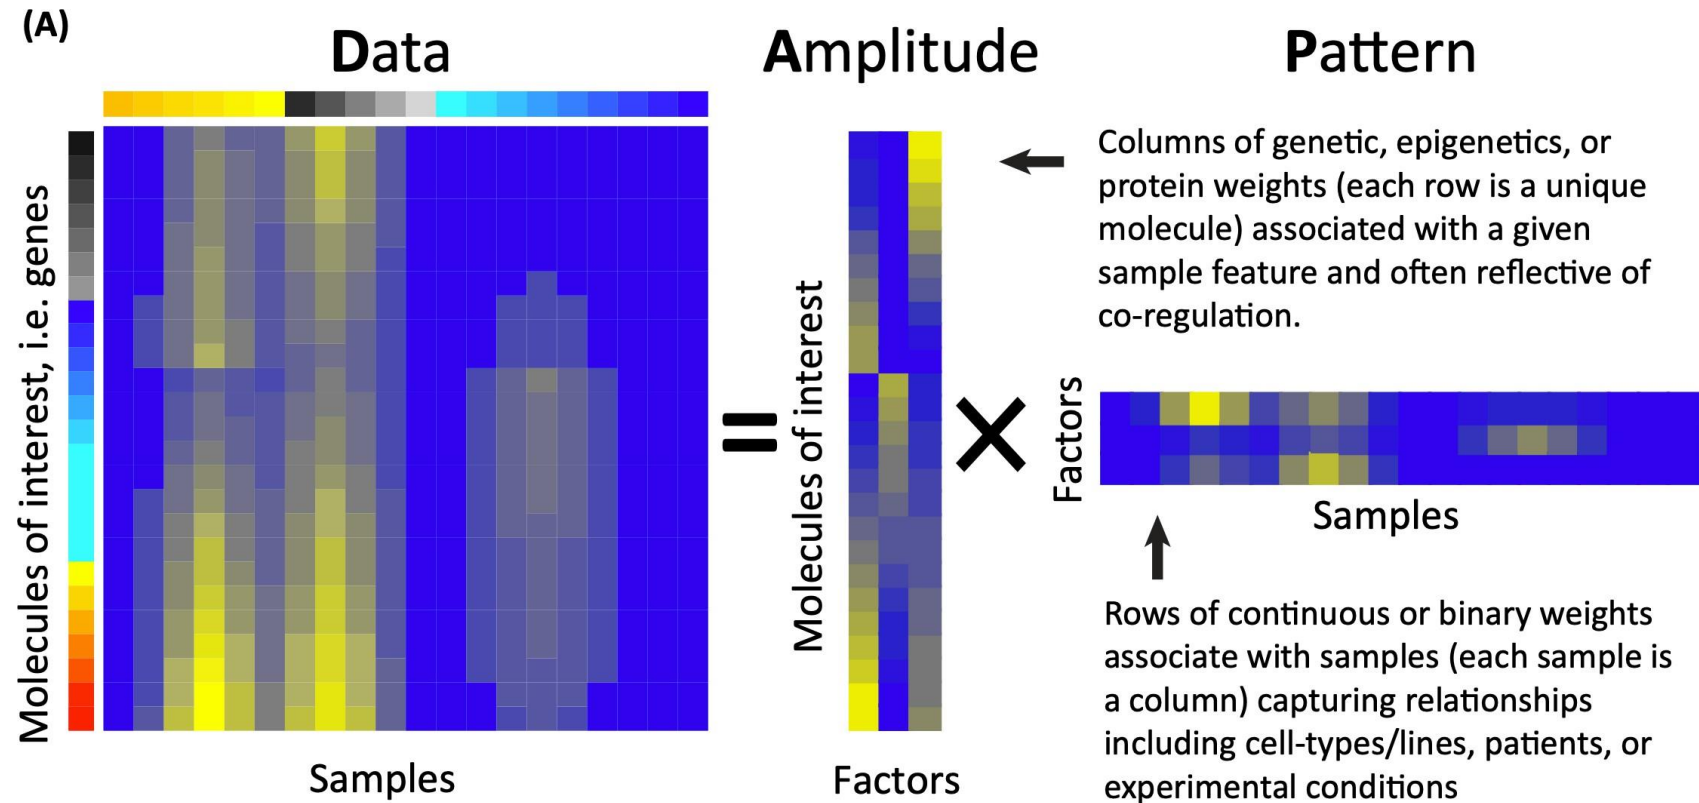 (A)
Data
Amplitude
Pattern
Molecules of interest, i.e. genes
Samples
=
Molecules of interest
Factors
×
Columns of genetic, epigenetics, or
protein weights (each row is a unique
molecule) associated with a given
sample feature and often reflective of
co-regulation.
Factors
Samples
Rows of continuous or binary weights
associate with samples (each sample is
a column) capturing relationships
including cell-types/lines, patients, or
experimental conditions